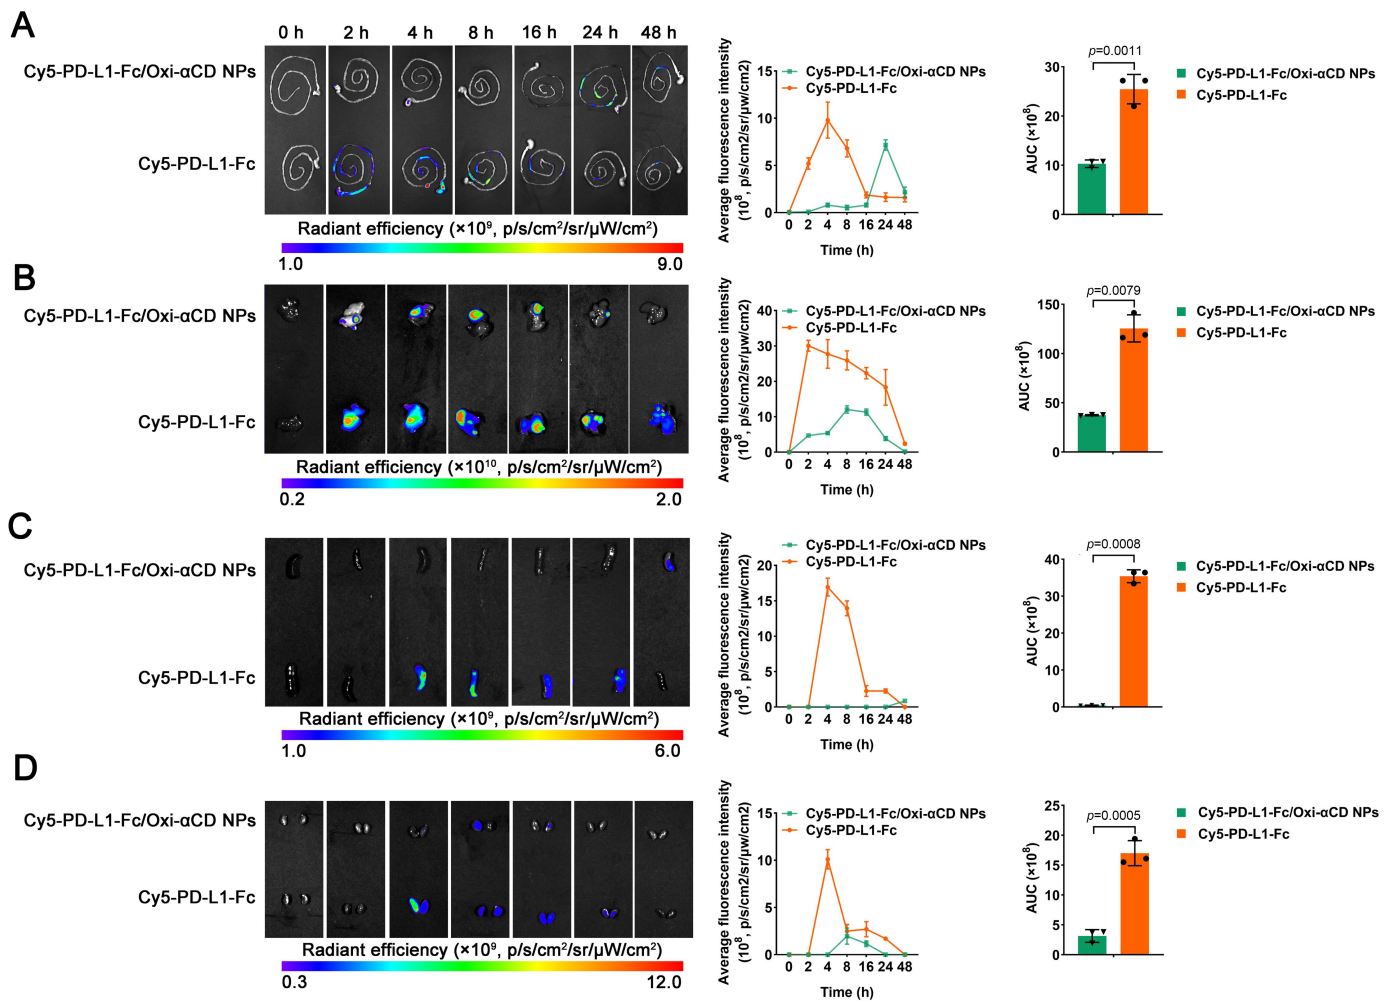 A
0 h 2 h 4 h 8 h 16 h 24 h 48 h
Cy5-PD-L1-Fc/Oxi-αCD NPs
Cy5-PD-L1-Fc
Radiant efficiency (×10⁹, p/s/cm²/sr/μW/cm²)
1.0 9.0
Average fluorescence intensity
(10⁸, p/s/cm2/sr/μw/cm2)
Cy5-PD-L1-Fc/Oxi-αCD NPs
Cy5-PD-L1-Fc
15
10
5
0
0 2 4 8 16 24 48
Time (h)
AUC (×10⁸)
30
20
10
0
p=0.0011
Cy5-PD-L1-Fc/Oxi-αCD NPs
Cy5-PD-L1-Fc
B
Cy5-PD-L1-Fc/Oxi-αCD NPs
Cy5-PD-L1-Fc
Radiant efficiency (×10¹⁰, p/s/cm²/sr/μW/cm²)
0.2 2.0
Average fluorescence intensity
(10⁸, p/s/cm2/sr/μw/cm2)
Cy5-PD-L1-Fc/Oxi-αCD NPs
Cy5-PD-L1-Fc
40
30
20
10
0
0 2 4 8 16 24 48
Time (h)
AUC (×10⁸)
150
100
50
0
p=0.0079
Cy5-PD-L1-Fc/Oxi-αCD NPs
Cy5-PD-L1-Fc
C
Cy5-PD-L1-Fc/Oxi-αCD NPs
Cy5-PD-L1-Fc
Radiant efficiency (×10⁹, p/s/cm²/sr/μW/cm²)
1.0 6.0
Average fluorescence intensity
(10⁸, p/s/cm2/sr/μw/cm2)
Cy5-PD-L1-Fc/Oxi-αCD NPs
Cy5-PD-L1-Fc
20
15
10
5
0
0 2 4 8 16 24 48
Time (h)
AUC (×10⁸)
40
30
20
10
0
p=0.0008
Cy5-PD-L1-Fc/Oxi-αCD NPs
Cy5-PD-L1-Fc
D
Cy5-PD-L1-Fc/Oxi-αCD NPs
Cy5-PD-L1-Fc
Radiant efficiency (×10⁹, p/s/cm²/sr/μW/cm²)
0.3 12.0
Average fluorescence intensity
(10⁸, p/s/cm2/sr/μw/cm2)
Cy5-PD-L1-Fc/Oxi-αCD NPs
Cy5-PD-L1-Fc
15
10
5
0
0 2 4 8 16 24 48
Time (h)
AUC (×10⁸)
25
20
15
10
5
0
p=0.0005
Cy5-PD-L1-Fc/Oxi-αCD NPs
Cy5-PD-L1-Fc